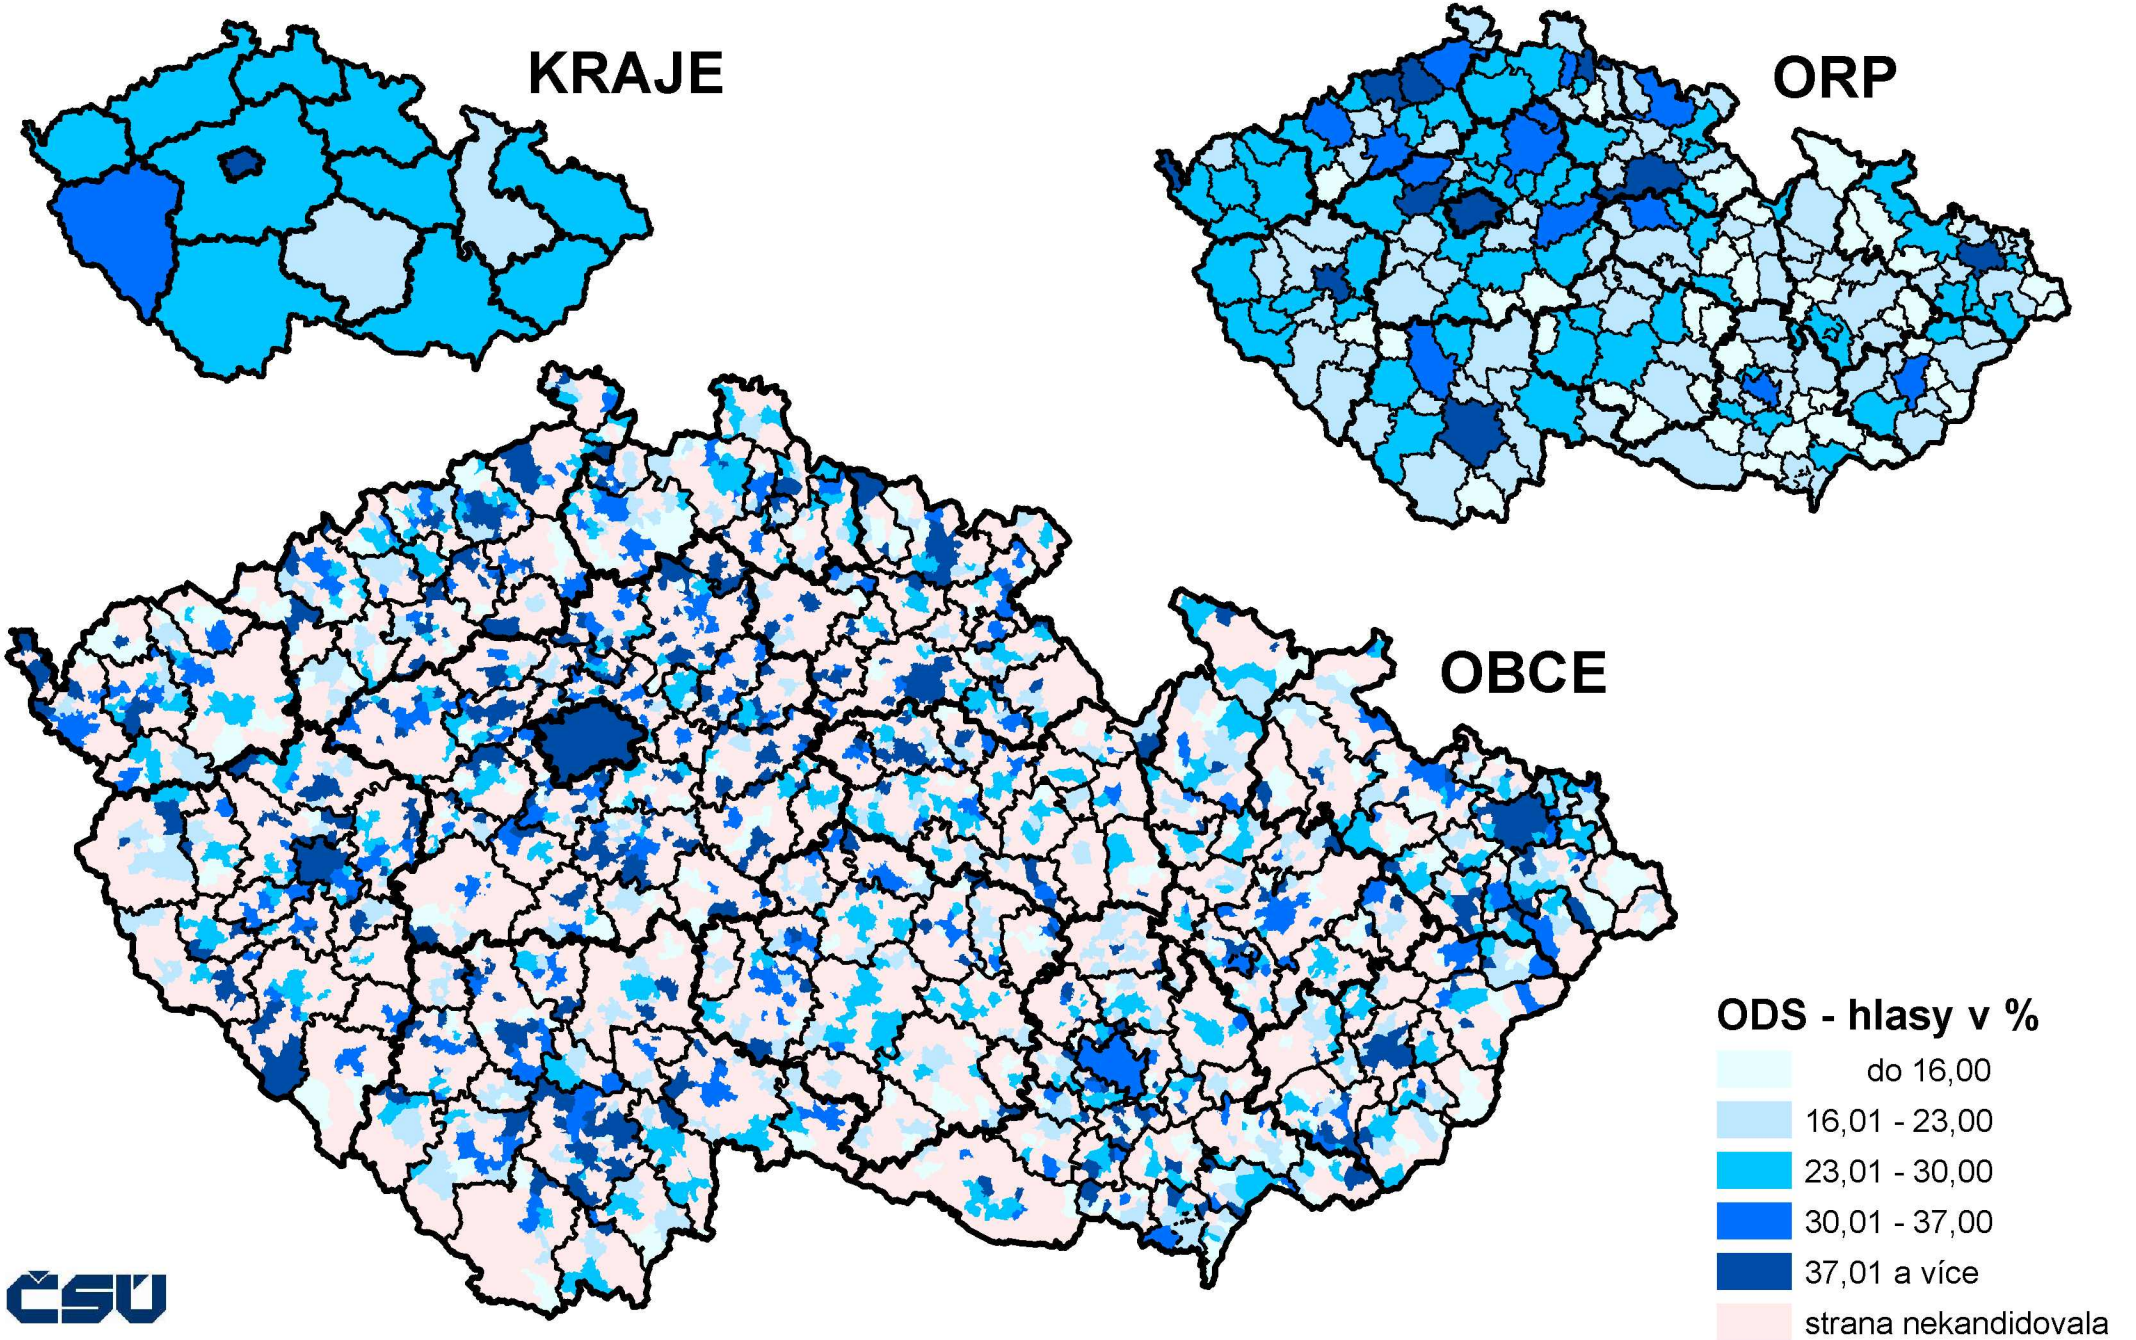 KRAJE
ORP
OBCE
ODS - hlasy v %
do 16,00
16,01 - 23,00
23,01 - 30,00
30,01 - 37,00
37,01 a více
strana nekandidovala
ČSÚ